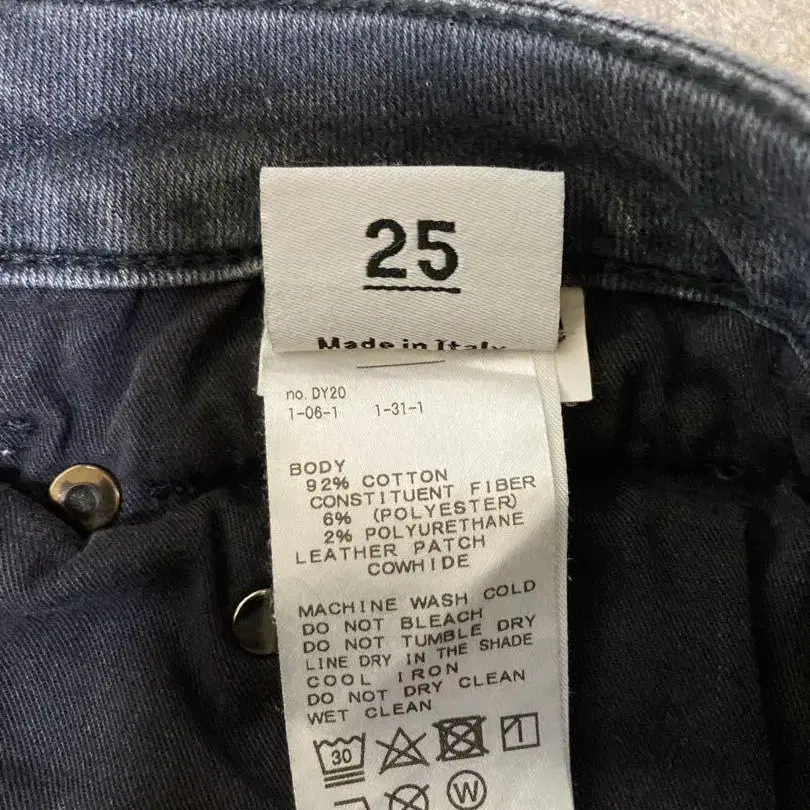 25
Made in Italy
no. DY20
1-06-1 1-31-1
BODY
92% COTTON
CONSTITUENT FIBER
6% (POLYESTER)
2% POLYURETHANE
LEATHER PATCH
COWHIDE
MACHINE WASH COLD
DO NOT BLEACH
DO NOT TUMBLE DRY
LINE DRY IN THE SHADE
COOL IRON
DO NOT DRY CLEAN
WET CLEAN
30
W